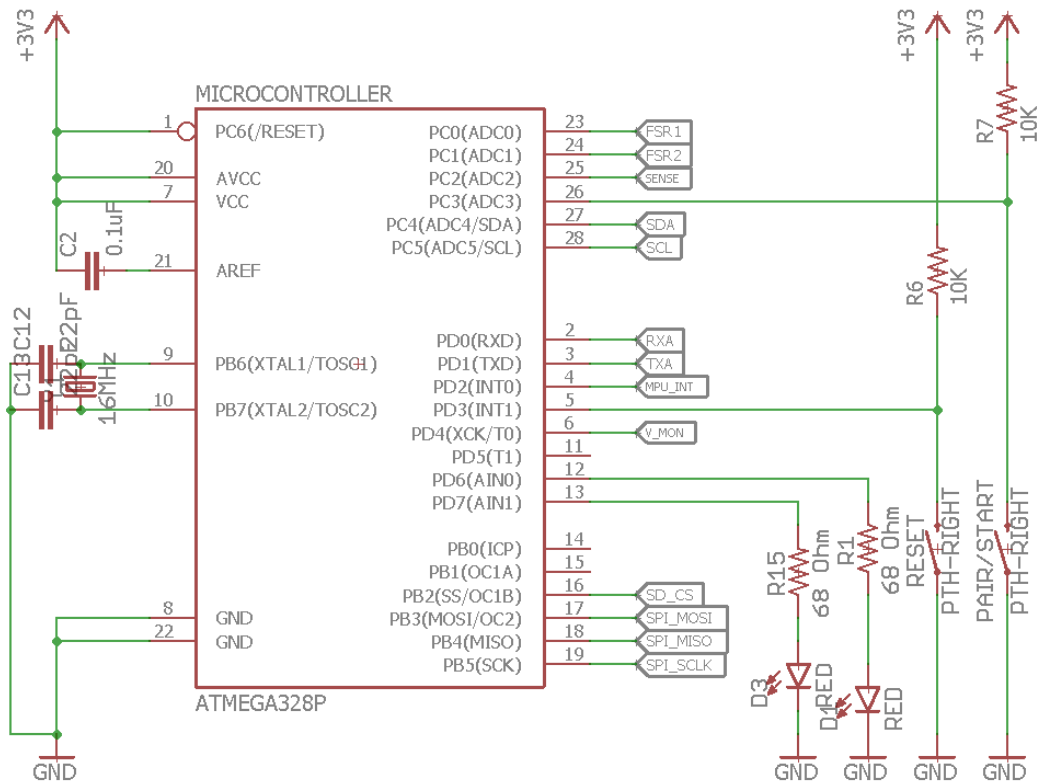 +3V3
+3V3
+3V3
MICROCONTROLLER
1
PC6(/RESET)
20
AVCC
7
VCC
C2
0.1uF
21
AREF
C13
C12
22pF
16MHz
9
PB6(XTAL1/TOSC1)
10
PB7(XTAL2/TOSC2)
8
GND
22
GND
ATMEGA328P
PC0(ADC0)
23
FSR1
PC1(ADC1)
24
FSR2
PC2(ADC2)
25
SENSE
PC3(ADC3)
26
PC4(ADC4/SDA)
27
SDA
PC5(ADC5/SCL)
28
SCL
PD0(RXD)
2
RXA
PD1(TXD)
3
TXA
PD2(INT0)
4
MPU_INT
PD3(INT1)
5
PD4(XCK/T0)
6
V_MON
PD5(T1)
11
PD6(AIN0)
12
PD7(AIN1)
13
PB0(ICP)
14
PB1(OC1A)
15
PB2(SS/OC1B)
16
SD_CS
PB3(MOSI/OC2)
17
SPI_MOSI
PB4(MISO)
18
SPI_MISO
PB5(SCK)
19
SPI_SCLK
R7
10K
R6
10K
R15
68 Ohm
R1
68 Ohm
RESET
PTH-RIGHT
PAIR/START
PTH-RIGHT
D3
RED
D1
RED
GND
GND
GND
GND
GND